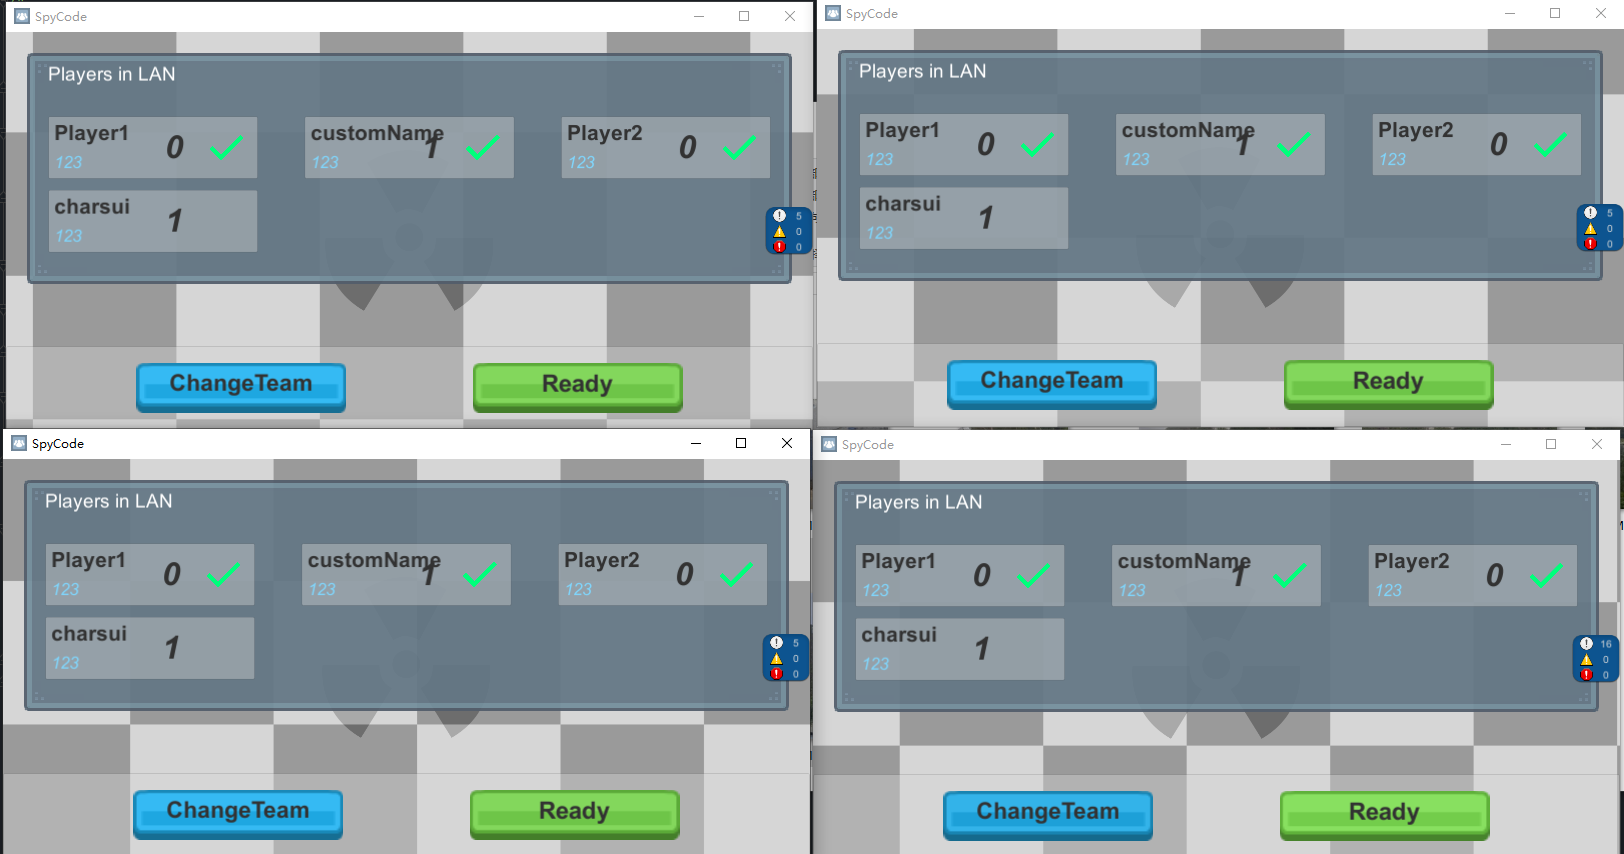 SpyCode
Players in LAN
Player1 0
123
customName 1
123
Player2 0
123
charsui 1
123
5
0
0
ChangeTeam
Ready
SpyCode
Players in LAN
Player1 0
123
customName 1
123
Player2 0
123
charsui 1
123
5
0
0
ChangeTeam
Ready
SpyCode
Players in LAN
Player1 0
123
customName 1
123
Player2 0
123
charsui 1
123
5
0
0
ChangeTeam
Ready
SpyCode
Players in LAN
Player1 0
123
customName 1
123
Player2 0
123
charsui 1
123
16
0
0
ChangeTeam
Ready